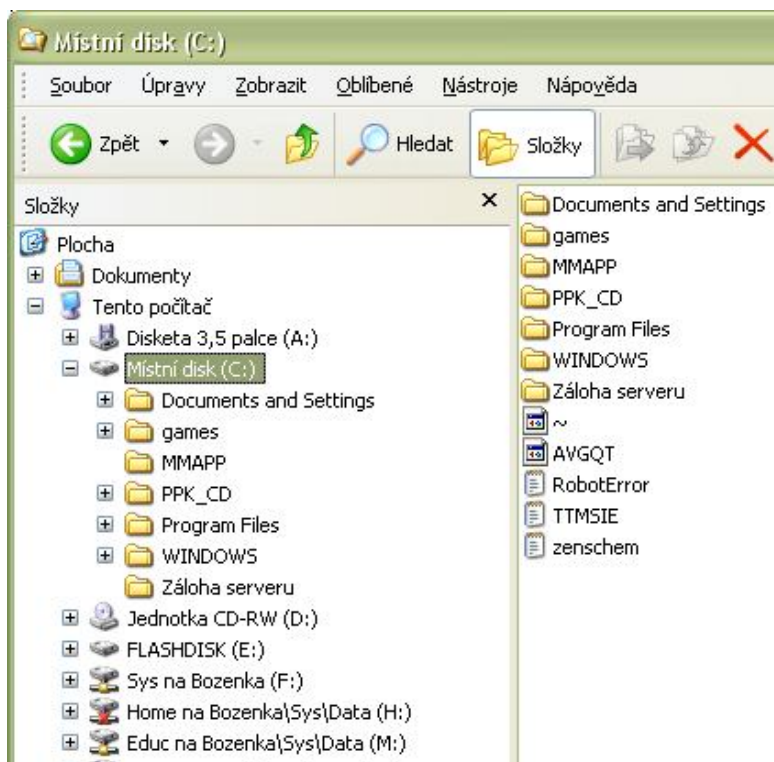 Místní disk (C:)
Soubor Úpravy Zobrazit Oblíbené Nástroje Nápověda
Zpět Hledat Složky
Složky
Plocha
Dokumenty
Tento počítač
Disketa 3,5 palce (A:)
Místní disk (C:)
Documents and Settings
games
MMAPP
PPK_CD
Program Files
WINDOWS
Záloha serveru
Jednotka CD-RW (D:)
FLASHDISK (E:)
Sys na Bozenka (F:)
Home na Bozenka\Sys\Data (H:)
Educ na Bozenka\Sys\Data (M:)
Documents and Settings
games
MMAPP
PPK_CD
Program Files
WINDOWS
Záloha serveru
~
AVGQT
RobotError
TTMSIE
zenschem